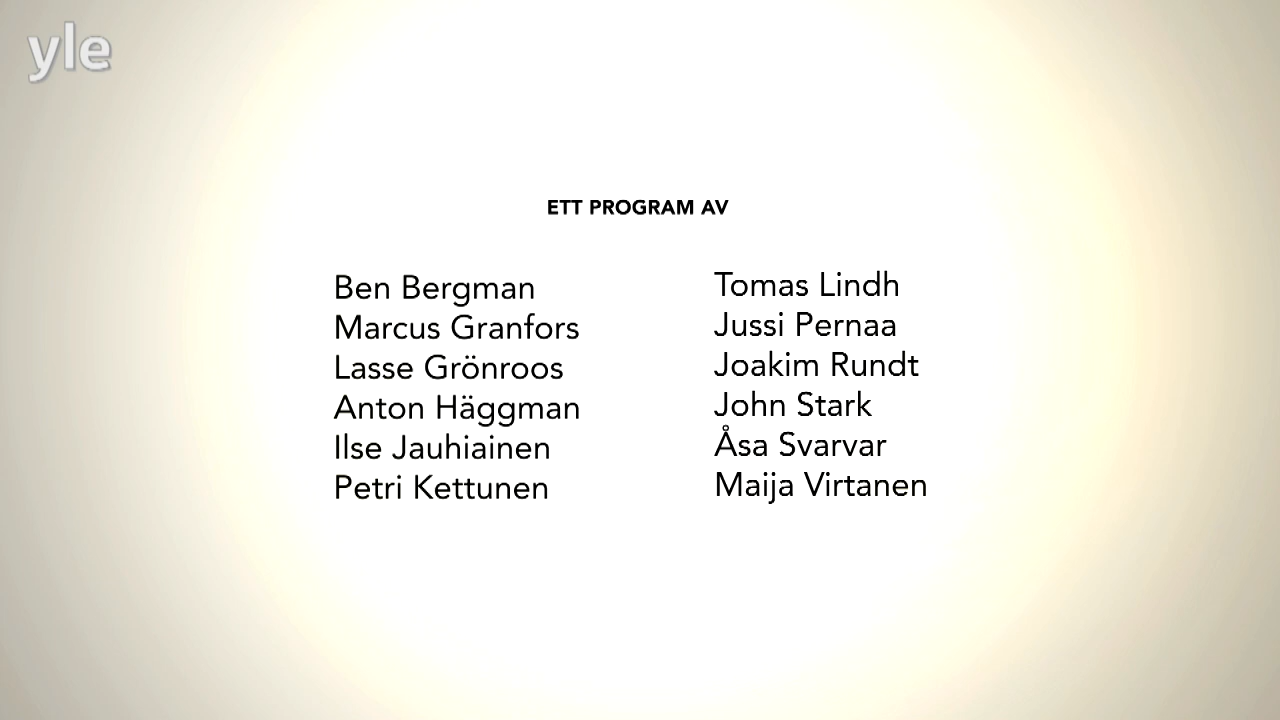 yle
ETT PROGRAM AV
Ben Bergman
Marcus Granfors
Lasse Grönroos
Anton Häggman
Ilse Jauhiainen
Petri Kettunen
Tomas Lindh
Jussi Pernaa
Joakim Rundt
John Stark
Åsa Svarvar
Maija Virtanen